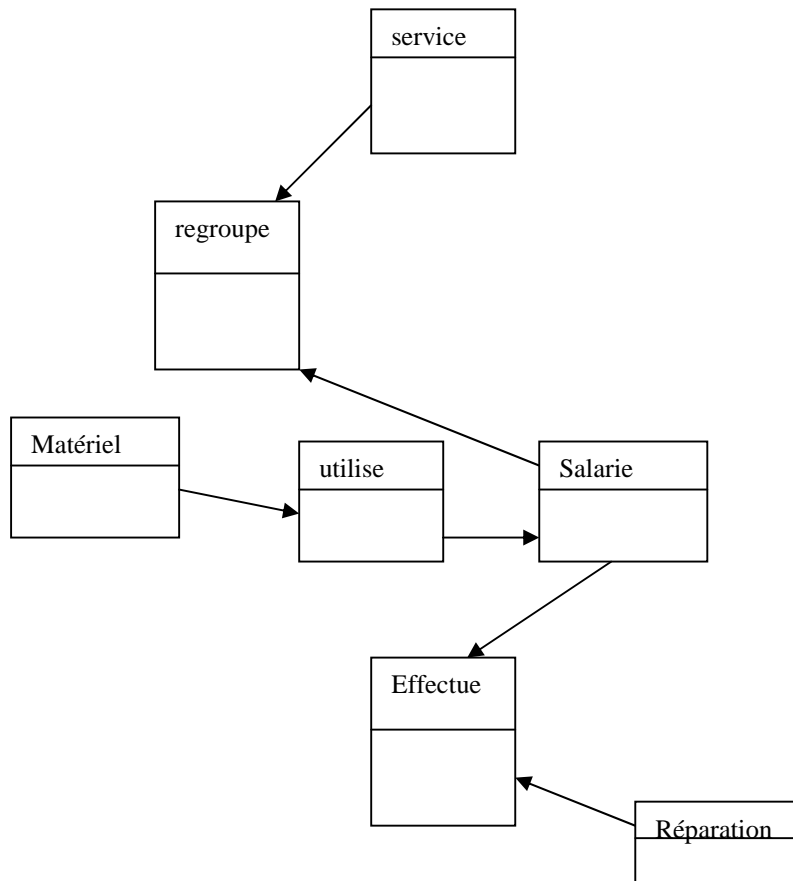 service
regroupe
Matériel
utilise
Salarie
Effectue
Réparation